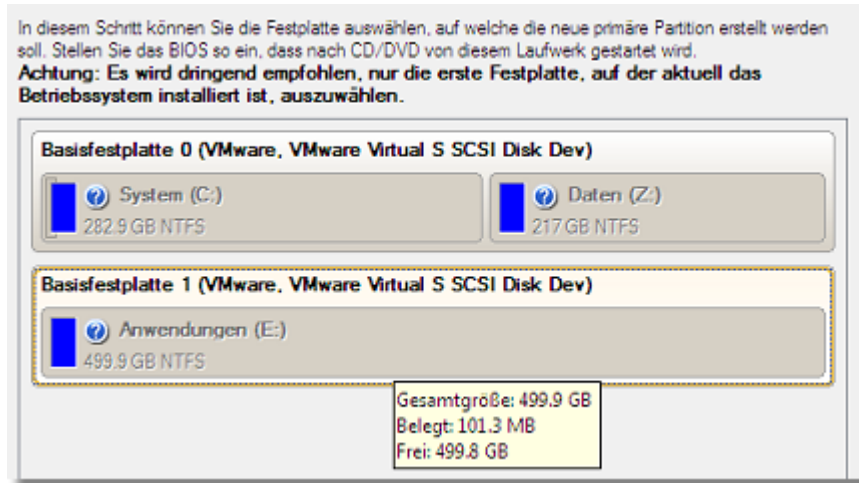 In diesem Schritt können Sie die Festplatte auswählen, auf welche die neue primäre Partition erstellt werden
soll. Stellen Sie das BIOS so ein, dass nach CD/DVD von diesem Laufwerk gestartet wird.
Achtung: Es wird dringend empfohlen, nur die erste Festplatte, auf der aktuell das
Betriebssystem installiert ist, auszuwählen.
Basisfestplatte 0 (VMware, VMware Virtual S SCSI Disk Dev)
System (C:)
282.9 GB NTFS
Daten (Z:)
217 GB NTFS
Basisfestplatte 1 (VMware, VMware Virtual S SCSI Disk Dev)
Anwendungen (E:)
499.9 GB NTFS
Gesamtgröße: 499.9 GB
Belegt: 101.3 MB
Frei: 499.8 GB